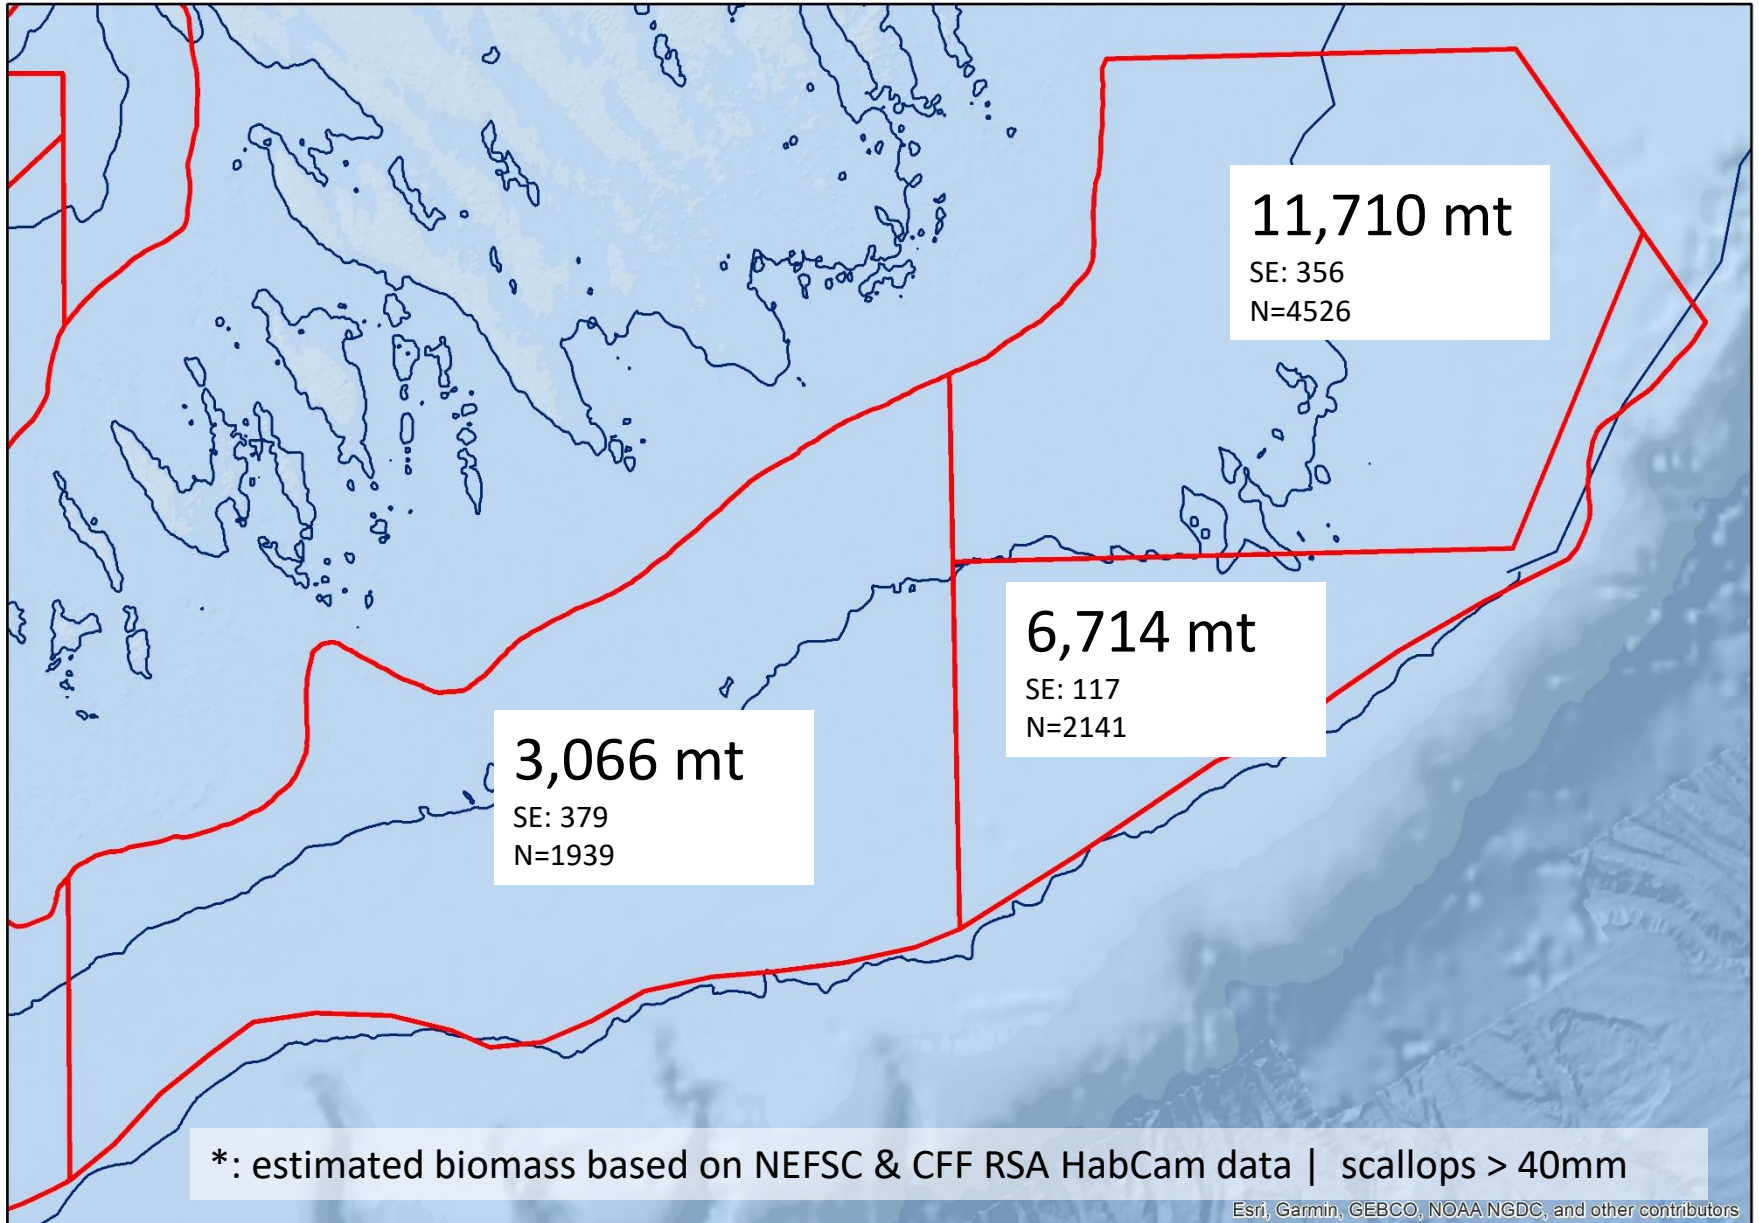 11,710 mt
SE: 356
N=4526
6,714 mt
SE: 117
N=2141
3,066 mt
SE: 379
N=1939
*: estimated biomass based on NEFSC & CFF RSA HabCam data | scallops > 40mm
Esri, Garmin, GEBCO, NOAA NGDC, and other contributors